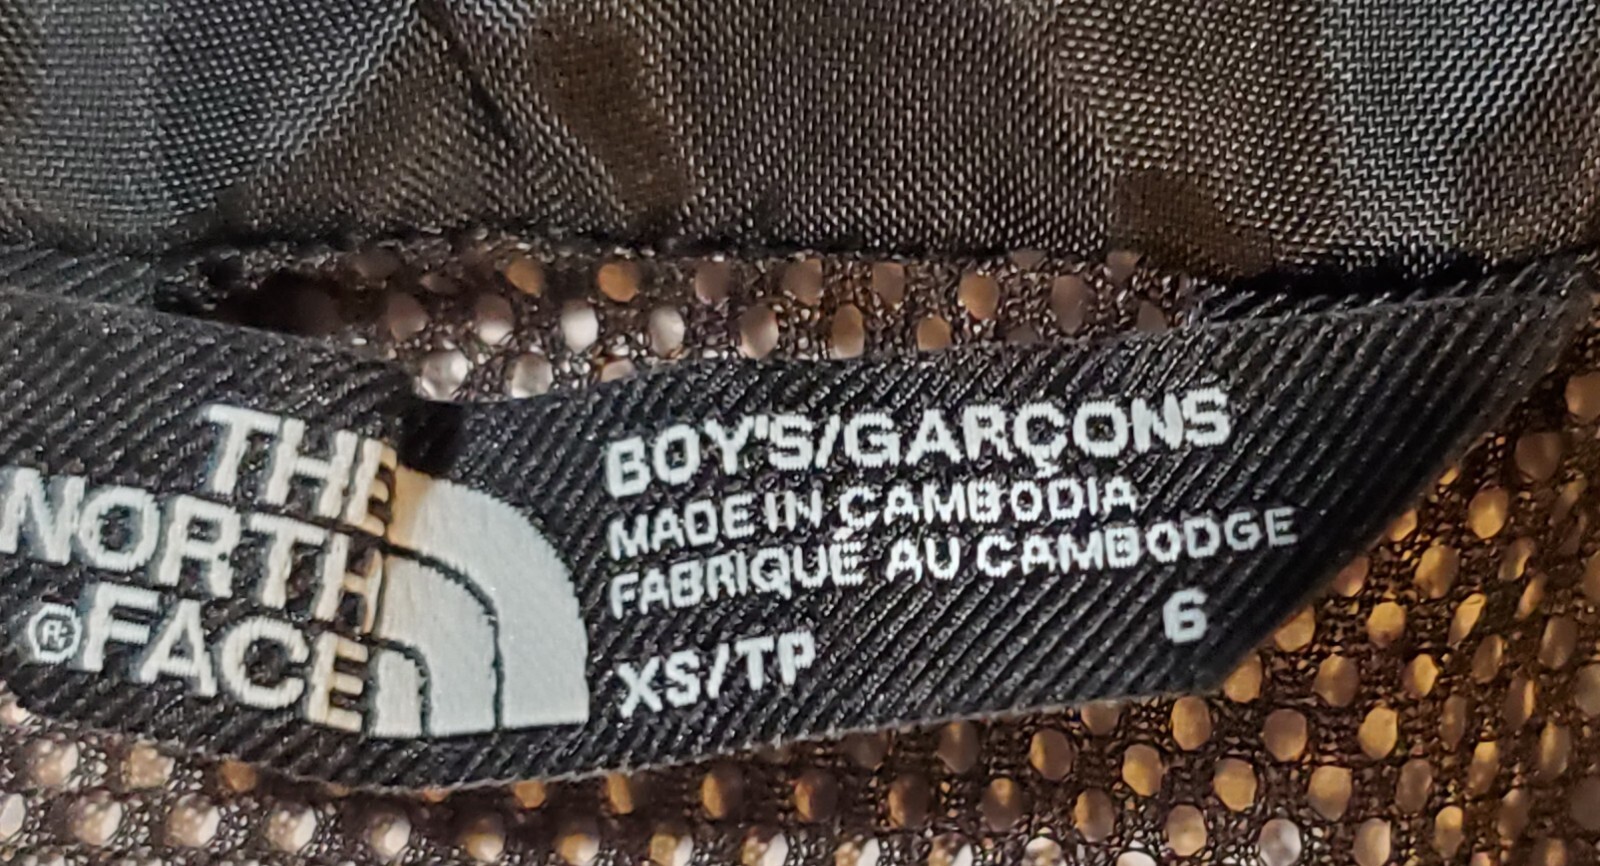 THE
NORTH
®FACE
BOY'S/GARÇONS
MADE IN CAMBODIA
FABRIQUÉ AU CAMBODGE
XS/TP 6